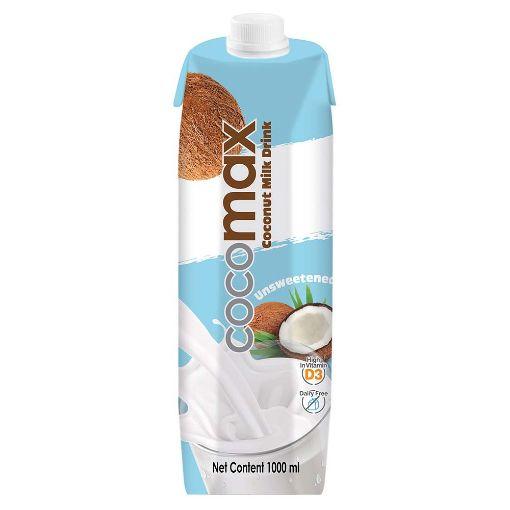 cocomax
Coconut Milk Drink
Unsweetened
High
in Vitamin
D3
Dairy Free
Net Content 1000 ml